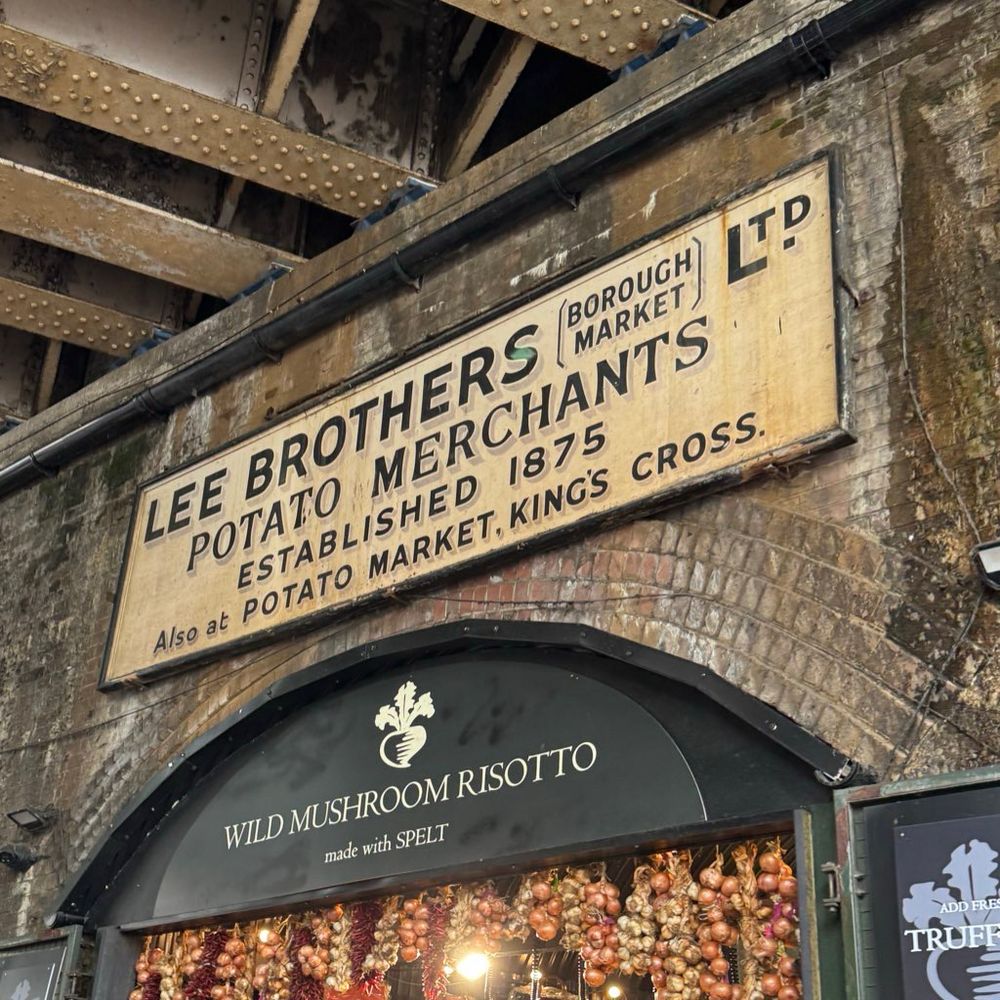 LEE BROTHERS (BOROUGH MARKET) LTD.
POTATO MERCHANTS
ESTABLISHED 1875
Also at POTATO MARKET, KING'S CROSS.
WILD MUSHROOM RISOTTO
made with SPELT
ADD